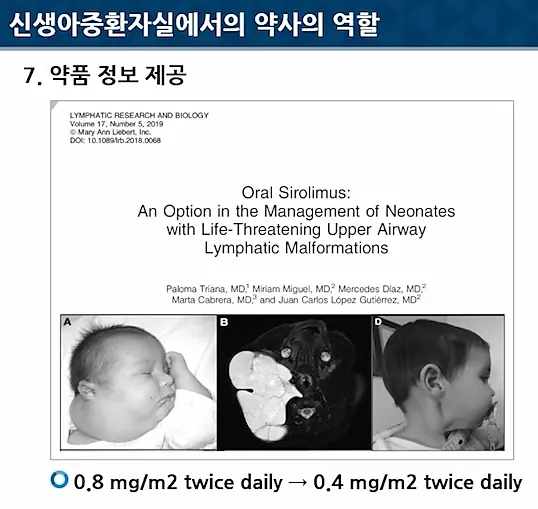 신생아중환자실에서의 약사의 역할
7. 약품 정보 제공
LYMPHATIC RESEARCH AND BIOLOGY
Volume 17, Number 5, 2019
© Mary Ann Liebert, Inc.
DOI: 10.1089/lrb.2018.0068
Oral Sirolimus:
An Option in the Management of Neonates
with Life-Threatening Upper Airway
Lymphatic Malformations
Paloma Triana, MD,1 Miriam Miguel, MD,2 Mercedes Díaz, MD,2
Marta Cabrera, MD,3 and Juan Carlos López Gutiérrez, MD2
A B D
0.8 mg/m2 twice daily → 0.4 mg/m2 twice daily